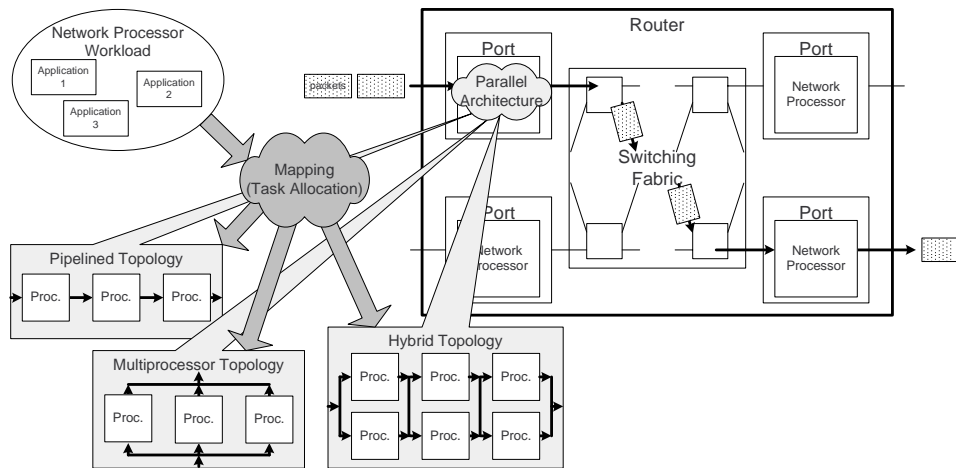 Network Processor
Workload
Application
1
Application
2
Application
3
Mapping
(Task Allocation)
Router
packets
Port
Parallel
Architecture
Port
Network
Processor
Switching
Fabric
Port
Network
Processor
Port
Network
Processor
Pipelined Topology
Proc.
Proc.
Proc.
Multiprocessor Topology
Proc.
Proc.
Proc.
Hybrid Topology
Proc.
Proc.
Proc.
Proc.
Proc.
Proc.